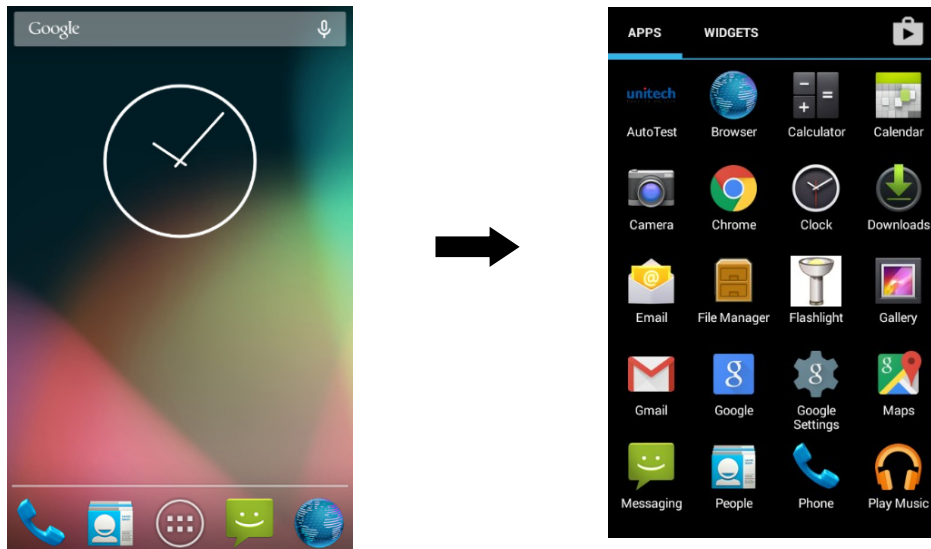 Google
APPS WIDGETS
unitech
AutoTest Browser Calculator Calendar
Camera Chrome Clock Downloads
Email File Manager Flashlight Gallery
Gmail Google Google Settings Maps
Messaging People Phone Play Music